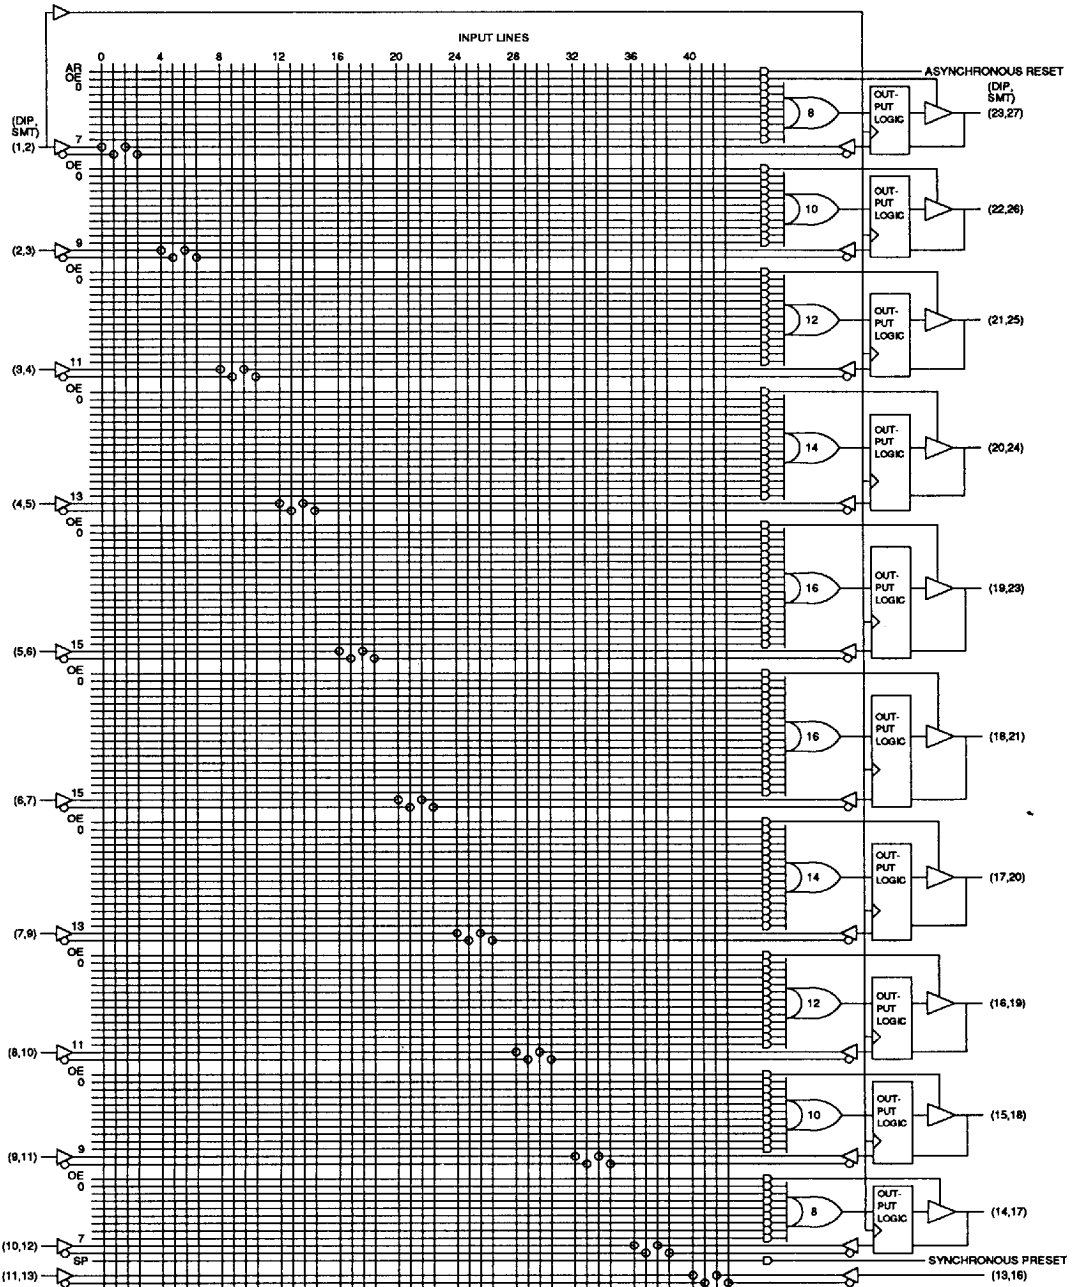 INPUT LINES
0 4 8 12 16 20 24 28 32 36 40
AR
OE
0
ASYNCHRONOUS RESET
(DIP, SMT)
(DIP, SMT)
8
OUT-
PUT
LOGIC
(23,27)
(1,2)
7
OE
0
10
OUT-
PUT
LOGIC
(22,26)
(2,3)
9
OE
0
12
OUT-
PUT
LOGIC
(21,25)
(3,4)
11
OE
0
14
OUT-
PUT
LOGIC
(20,24)
(4,5)
13
OE
0
16
OUT-
PUT
LOGIC
(19,23)
(5,6)
15
OE
0
16
OUT-
PUT
LOGIC
(18,21)
(6,7)
15
OE
0
14
OUT-
PUT
LOGIC
(17,20)
(7,9)
13
OE
0
12
OUT-
PUT
LOGIC
(16,19)
(8,10)
11
OE
0
10
OUT-
PUT
LOGIC
(15,18)
(9,11)
9
OE
0
8
OUT-
PUT
LOGIC
(14,17)
(10,12)
7
SP
SYNCHRONOUS PRESET
(11,13)
(13,16)